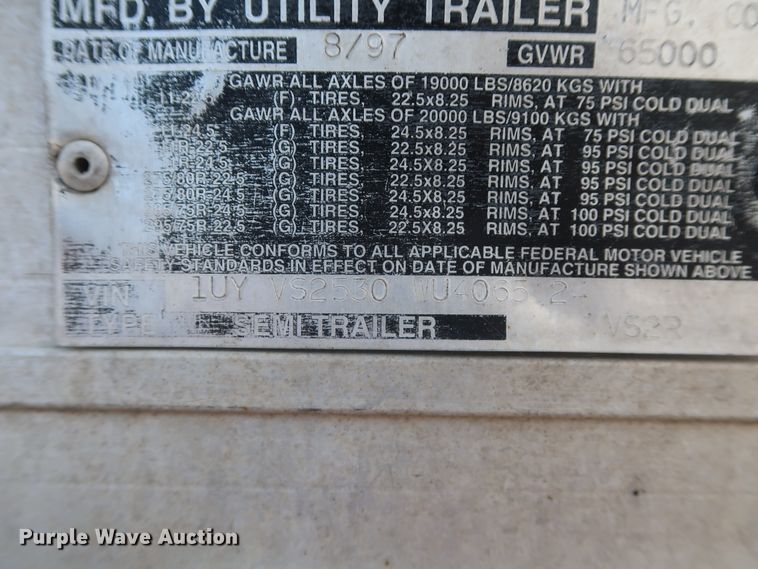 MFD. BY UTILITY TRAILER MFG. CO
DATE OF MANUFACTURE 8/97 GVWR 65000
GAWR ALL AXLES OF 19000 LBS/8620 KGS WITH
(F) TIRES, 22.5x8.25 RIMS, AT 75 PSI COLD DUAL
GAWR ALL AXLES OF 20000 LBS/9100 KGS WITH
(F) TIRES, 24.5x8.25 RIMS, AT 75 PSI COLD DUAL
(G) TIRES, 22.5x8.25 RIMS, AT 95 PSI COLD DUAL
(G) TIRES, 24.5X8.25 RIMS, AT 95 PSI COLD DUAL
(G) TIRES, 22.5x8.25 RIMS, AT 95 PSI COLD DUAL
(G) TIRES, 24.5X8.25 RIMS, AT 95 PSI COLD DUAL
(G) TIRES, 24.5x8.25 RIMS, AT 100 PSI COLD DUAL
(G) TIRES, 22.5x8.25 RIMS, AT 100 PSI COLD DUAL
THIS VEHICLE CONFORMS TO ALL APPLICABLE FEDERAL MOTOR VEHICLE
SAFETY STANDARDS IN EFFECT ON DATE OF MANUFACTURE SHOWN ABOVE
VIN 1UY VS2530
TYPE SEMI TRAILER VS2R
Purple Wave Auction